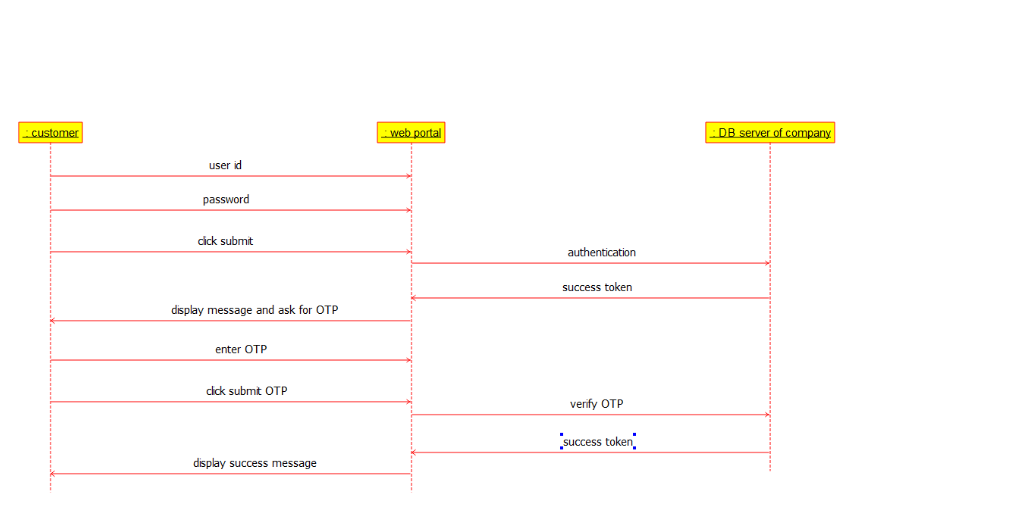 : customer
: web portal
: DB server of company
user id
password
click submit
authentication
success token
display message and ask for OTP
enter OTP
click submit OTP
verify OTP
success token
display success message